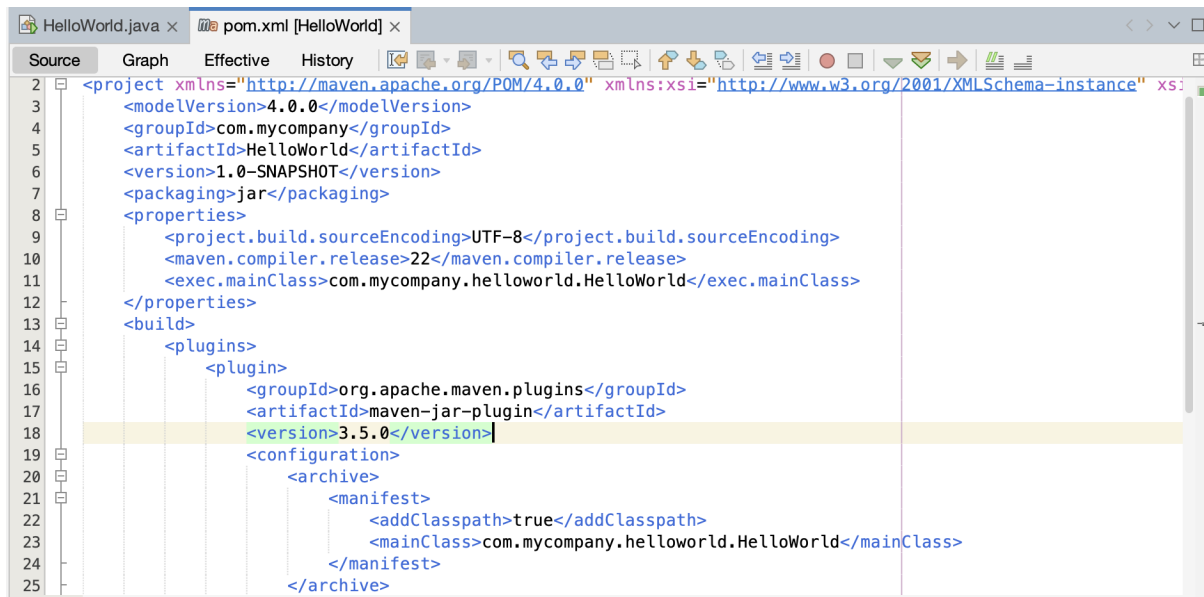 HelloWorld.java × pom.xml [HelloWorld] ×
Source Graph Effective History
2 <project xmlns="http://maven.apache.org/POM/4.0.0" xmlns:xsi="http://www.w3.org/2001/XMLSchema-instance" xsi
3 <modelVersion>4.0.0</modelVersion>
4 <groupId>com.mycompany</groupId>
5 <artifactId>HelloWorld</artifactId>
6 <version>1.0-SNAPSHOT</version>
7 <packaging>jar</packaging>
8 <properties>
9 <project.build.sourceEncoding>UTF-8</project.build.sourceEncoding>
10 <maven.compiler.release>22</maven.compiler.release>
11 <exec.mainClass>com.mycompany.helloworld.HelloWorld</exec.mainClass>
12 </properties>
13 <build>
14 <plugins>
15 <plugin>
16 <groupId>org.apache.maven.plugins</groupId>
17 <artifactId>maven-jar-plugin</artifactId>
18 <version>3.5.0</version>
19 <configuration>
20 <archive>
21 <manifest>
22 <addClasspath>true</addClasspath>
23 <mainClass>com.mycompany.helloworld.HelloWorld</mainClass>
24 </manifest>
25 </archive>